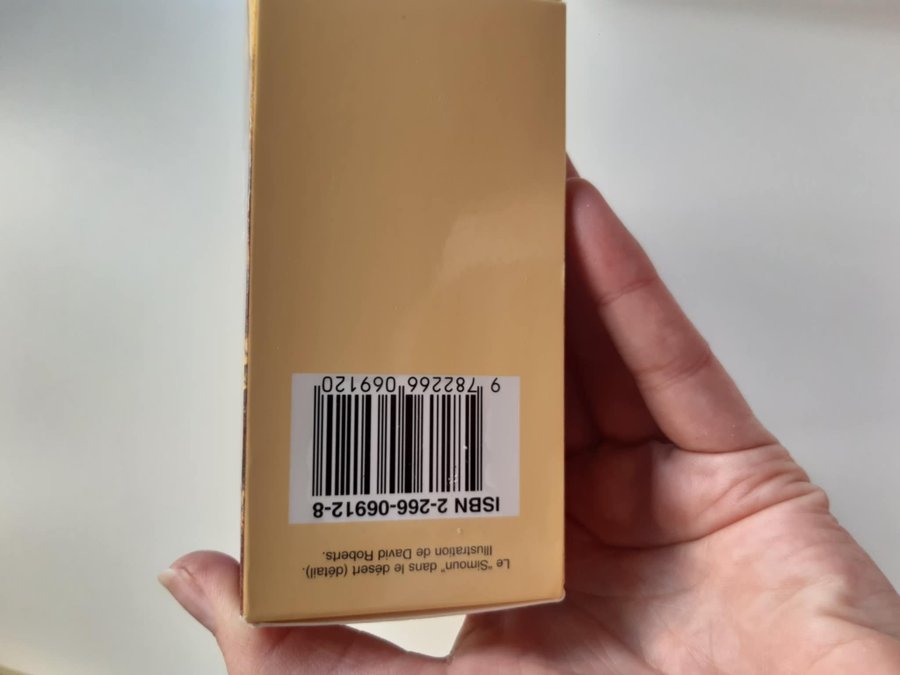 Le "Simoun" dans le désert (détail).
Illustration de David Roberts.
ISBN 2-266-06912-8
9 782266 069120